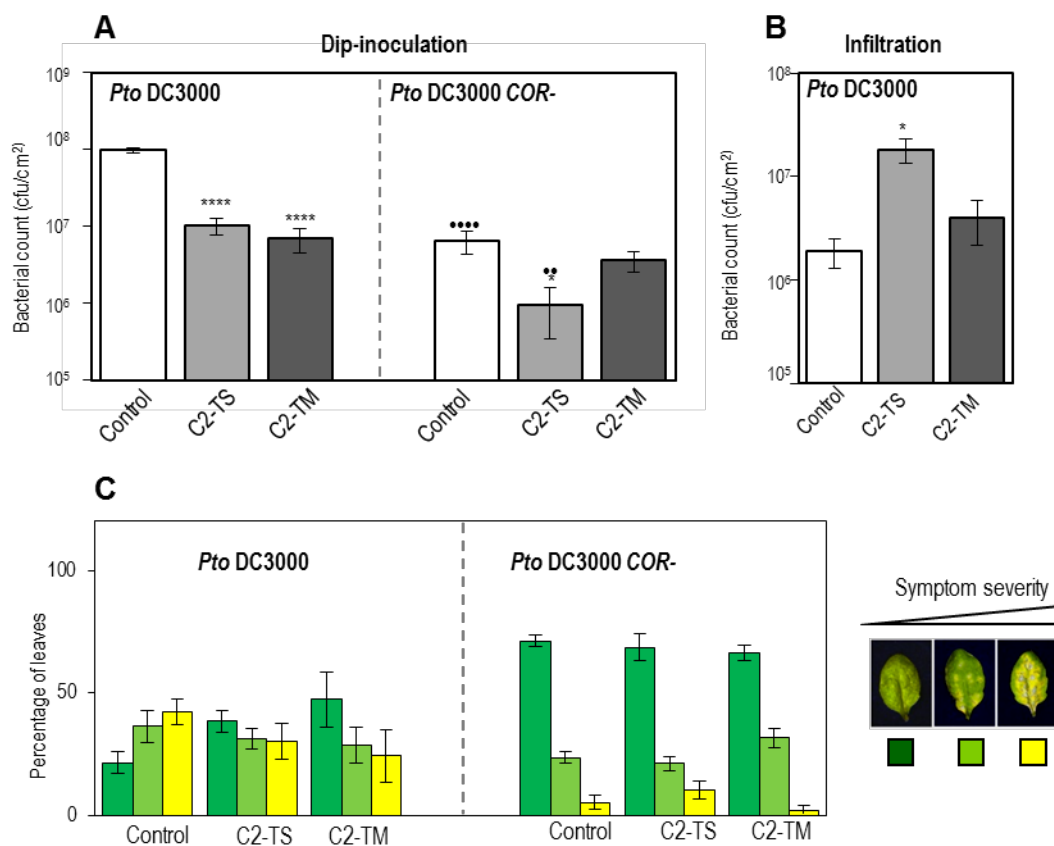 A
Dip-inoculation
Bacterial count (cfu/cm²)
10⁹
10⁸
10⁷
10⁶
10⁵
Pto DC3000
Pto DC3000 COR-
****
****
••••
••
*
Control
C2-TS
C2-TM
Control
C2-TS
C2-TM
B
Infiltration
Bacterial count (cfu/cm²)
10⁸
10⁷
10⁶
10⁵
Pto DC3000
*
Control
C2-TS
C2-TM
C
Percentage of leaves
100
50
0
Pto DC3000
Pto DC3000 COR-
Control
C2-TS
C2-TM
Control
C2-TS
C2-TM
Symptom severity